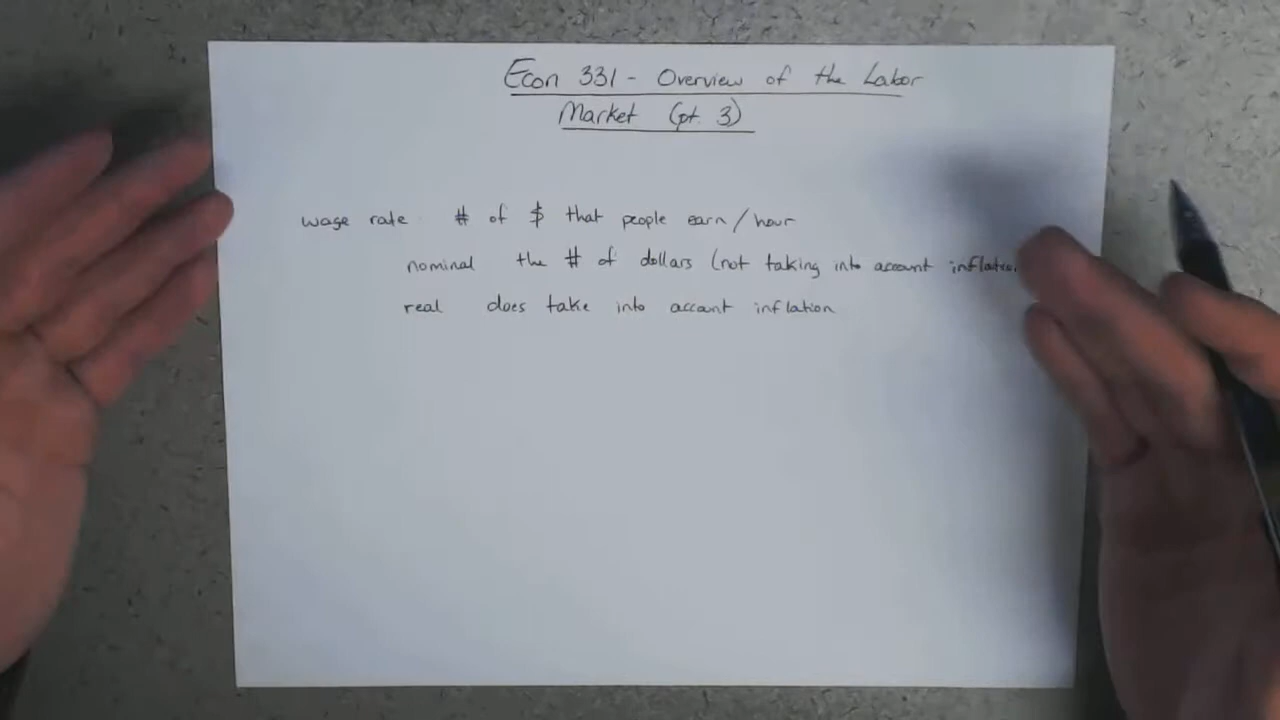 Econ 331 - Overview of the Labor
Market (pt. 3)
wage rate # of $ that people earn/hour
nominal the # of dollars (not taking into account inflation
real does take into account inflation